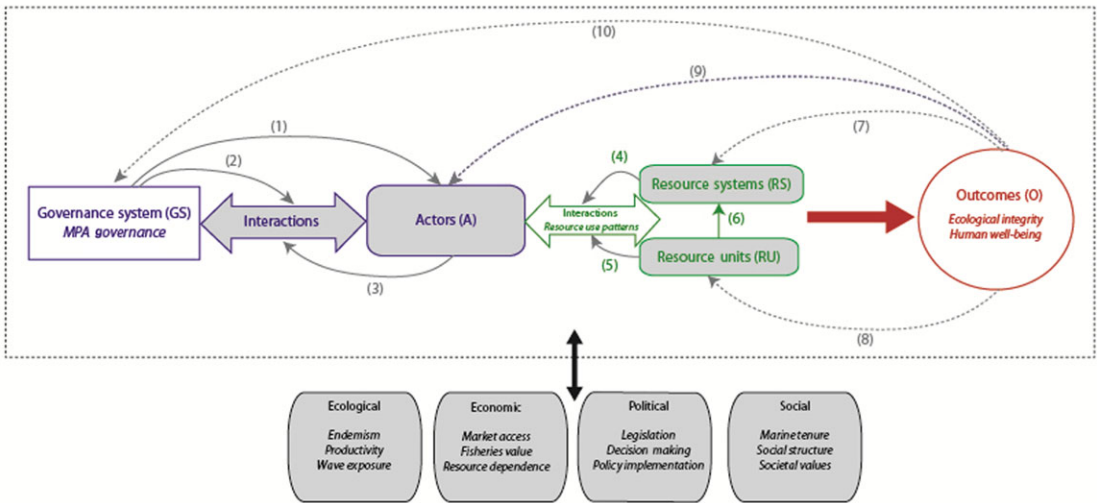 (10)
(9)
(1)
(7)
(2)
(4)
Resource systems (RS)
Governance system (GS)
MPA governance
Interactions
Actors (A)
Interactions
Resource use patterns
(6)
Outcomes (O)
Ecological integrity
Human well-being
(5)
Resource units (RU)
(3)
(8)
Ecological
Endemism
Productivity
Wave exposure
Economic
Market access
Fisheries value
Resource dependence
Political
Legislation
Decision making
Policy implementation
Social
Marine tenure
Social structure
Societal values